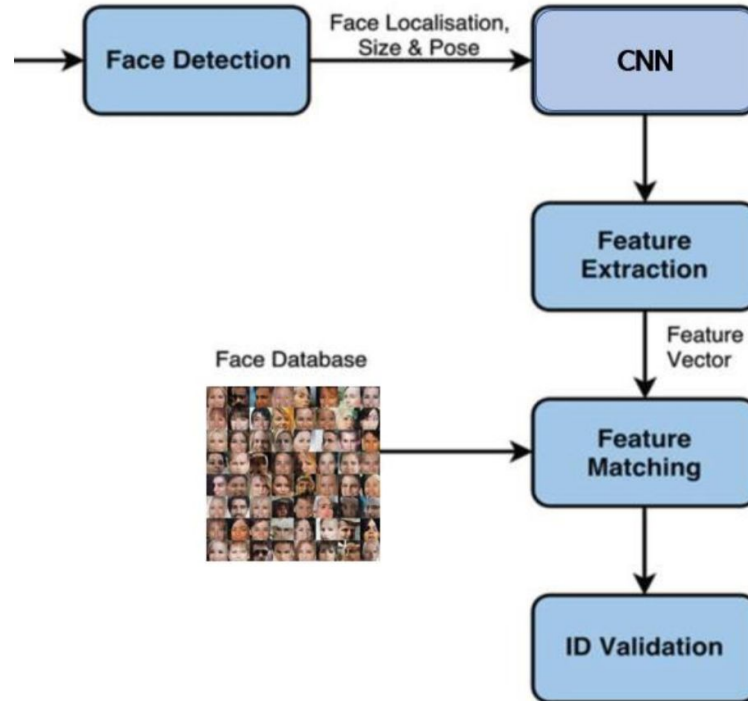 Face Detection
Face Localisation,
Size & Pose
CNN
Feature
Extraction
Feature
Vector
Face Database
Feature
Matching
ID Validation